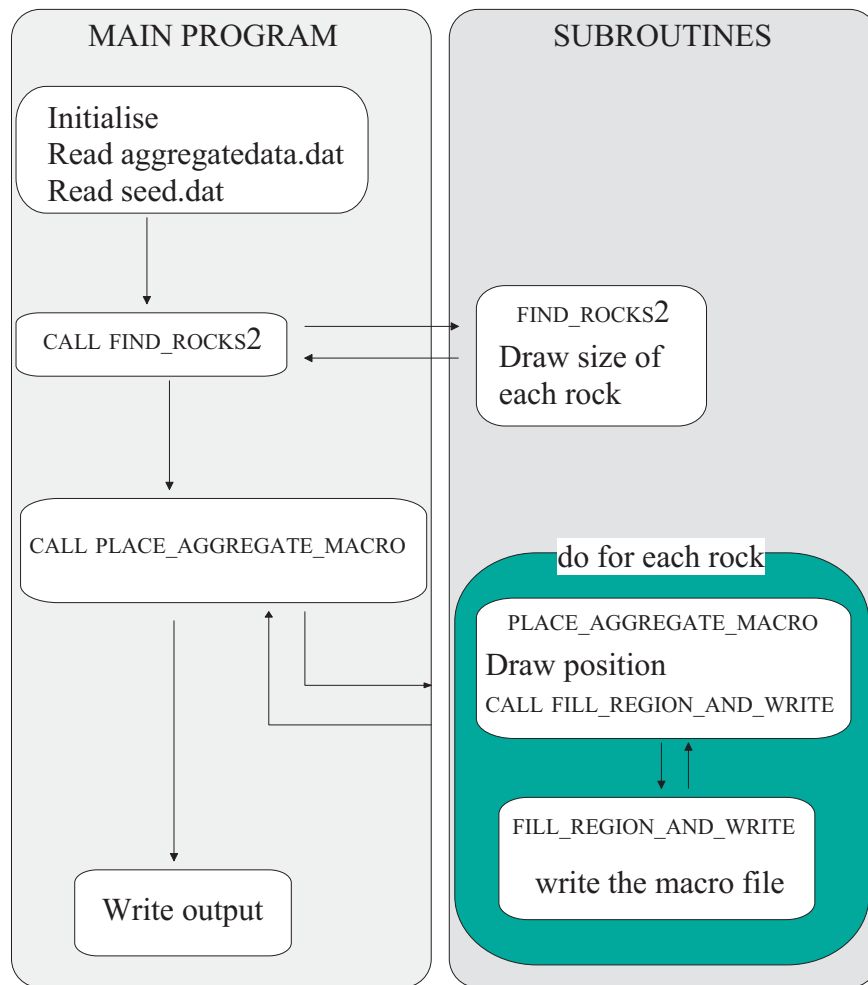 MAIN PROGRAM
Initialise
Read aggregatedata.dat
Read seed.dat
CALL FIND_ROCKS2
CALL PLACE_AGGREGATE_MACRO
Write output
SUBROUTINES
FIND_ROCKS2
Draw size of
each rock
do for each rock
PLACE_AGGREGATE_MACRO
Draw position
CALL FILL_REGION_AND_WRITE
FILL_REGION_AND_WRITE
write the macro file